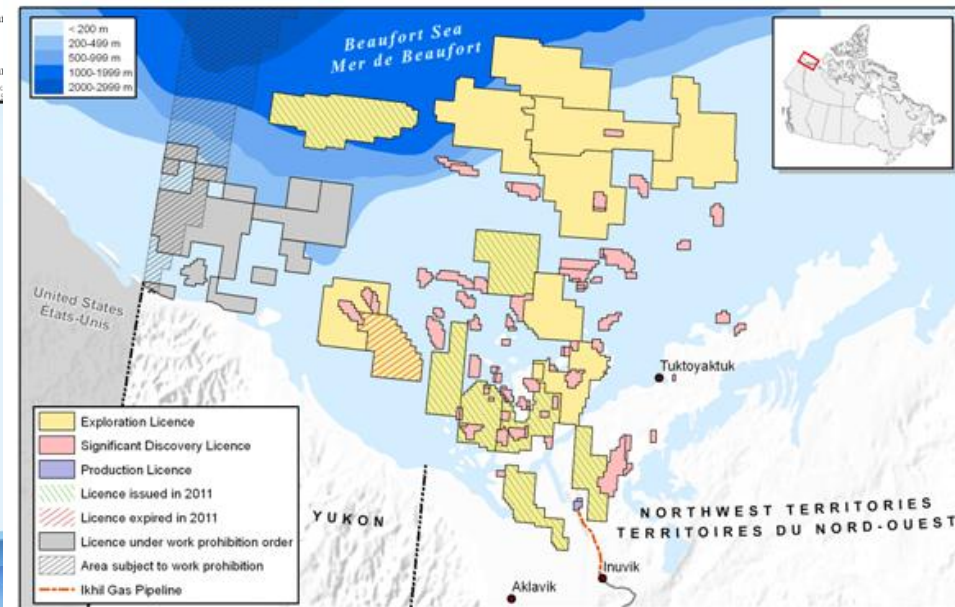 < 200 m
200-499 m
500-999 m
1000-1999 m
2000-2999 m
Beaufort Sea
Mer de Beaufort
United States
États-Unis
Tuktoyaktuk
Exploration Licence
Significant Discovery Licence
Production Licence
Licence issued in 2011
Licence expired in 2011
Licence under work prohibition order
Area subject to work prohibition
Ikhil Gas Pipeline
YUKON
NORTHWEST TERRITORIES
TERRITOIRES DU NORD-OUEST
Inuvik
Aklavik